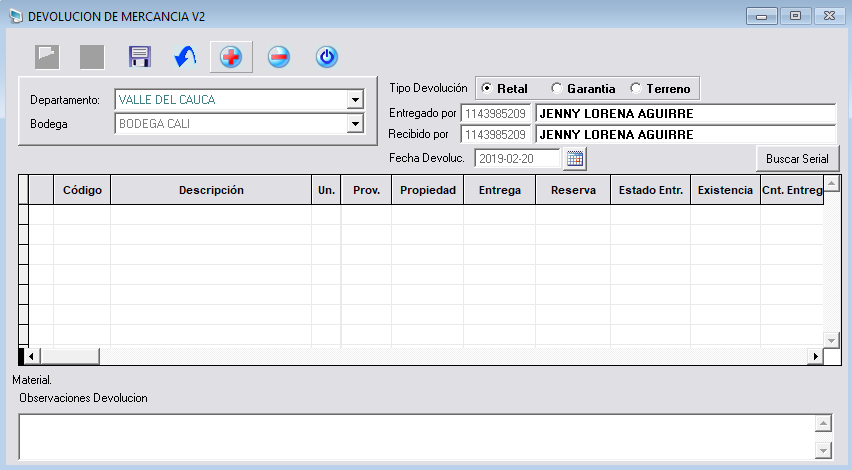 DEVOLUCION DE MERCANCIA V2
Departamento: VALLE DEL CAUCA
Bodega BODEGA CALI
Tipo Devolución Retal Garantia Terreno
Entregado por 1143985209 JENNY LORENA AGUIRRE
Recibido por 1143985209 JENNY LORENA AGUIRRE
Fecha Devoluc. 2019-02-20 Buscar Serial
Código Descripción Un. Prov. Propiedad Entrega Reserva Estado Entr. Existencia Cnt. Entreg
Material.
Observaciones Devolucion